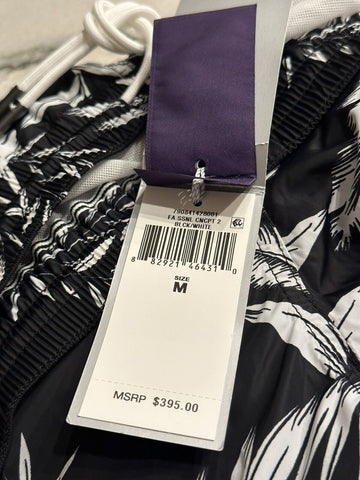 790841428001
FA SSNL CNCPT 2
BLCK/WHITE
8 82921 46431 0
SIZE
M
MSRP $395.00